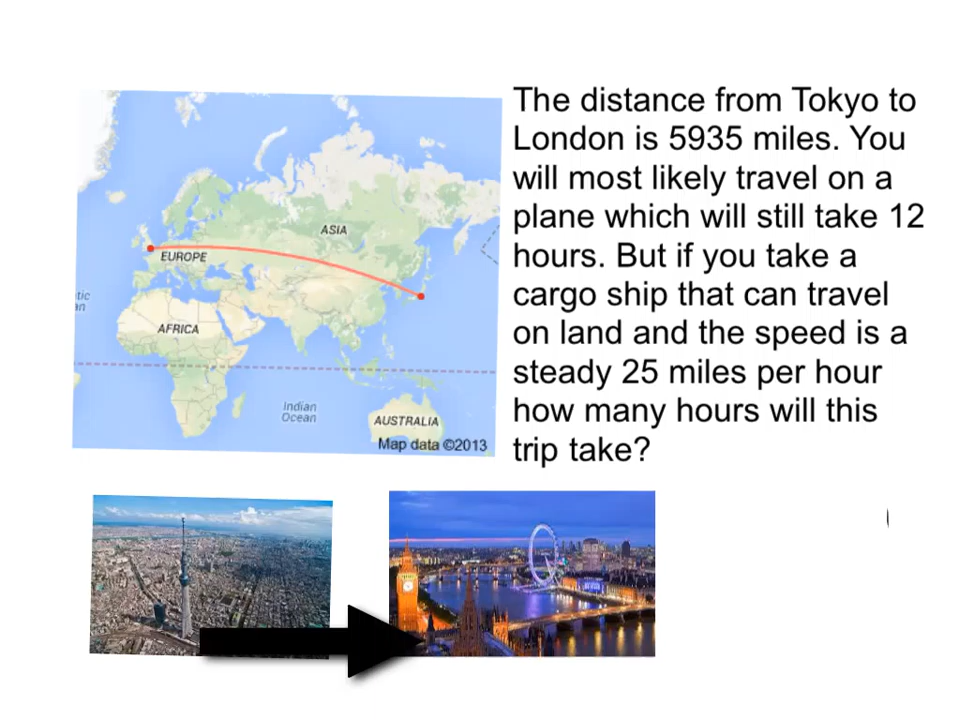 The distance from Tokyo to
London is 5935 miles. You
will most likely travel on a
plane which will still take 12
hours. But if you take a
cargo ship that can travel
on land and the speed is a
steady 25 miles per hour
how many hours will this
trip take?
ASIA
EUROPE
tic
an
AFRICA
Indian
Ocean
AUSTRALIA
Map data ©2013